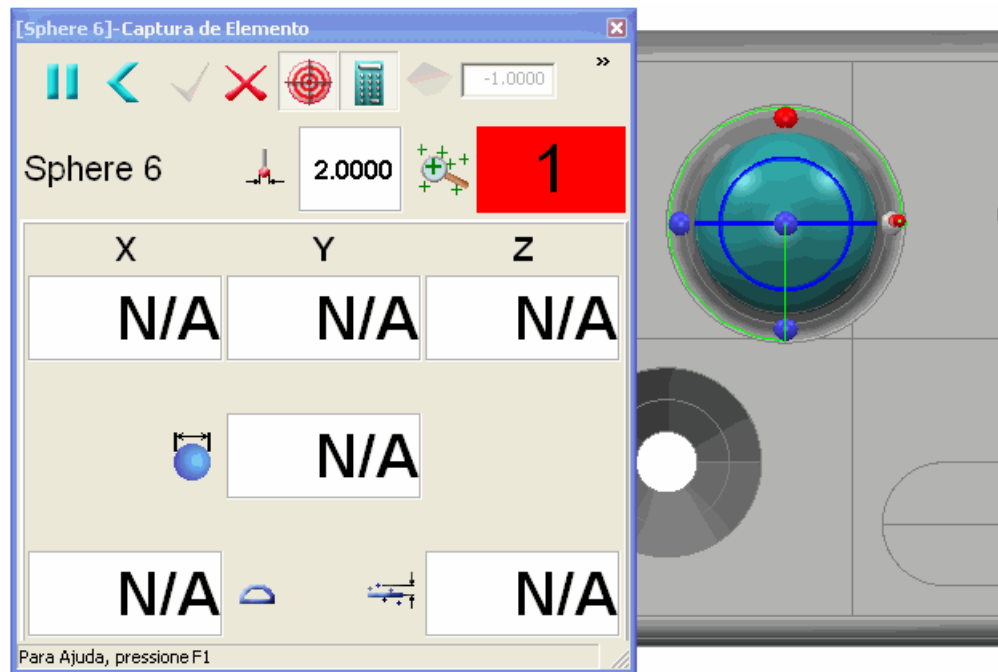 [Sphere 6]-Captura de Elemento
-1.0000
»
Sphere 6
2.0000
1
X Y Z
N/A N/A N/A
N/A
N/A N/A
Para Ajuda, pressione F1